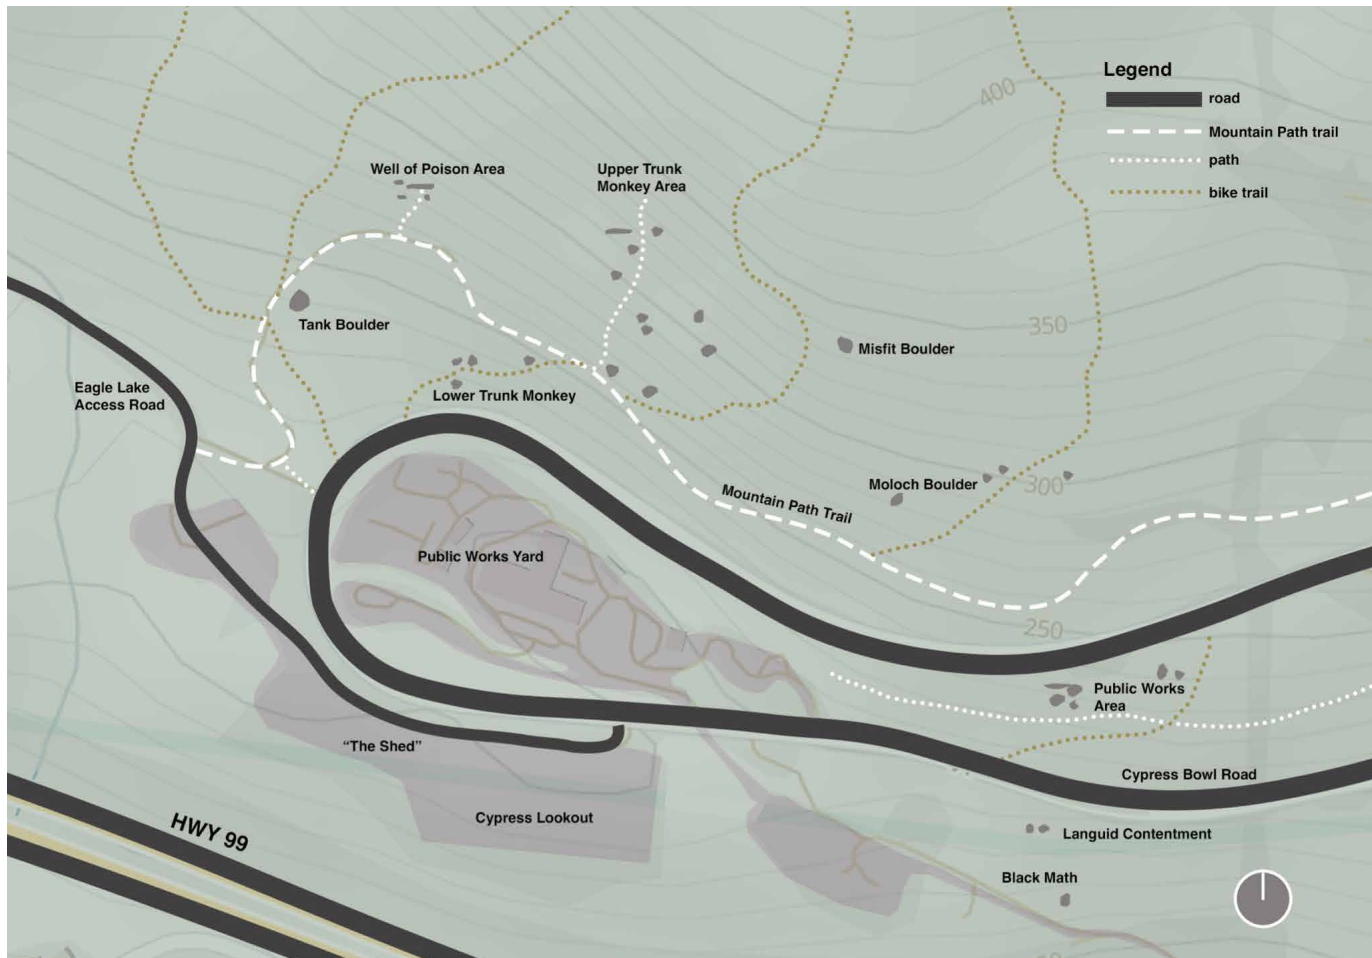 Legend
road
Mountain Path trail
path
bike trail
400
Well of Poison Area
Upper Trunk
Monkey Area
Tank Boulder
350
Misfit Boulder
Eagle Lake
Access Road
Lower Trunk Monkey
Moloch Boulder
300
Mountain Path Trail
Public Works Yard
250
Public Works
Area
“The Shed”
Cypress Bowl Road
Cypress Lookout
HWY 99
Languid Contentment
Black Math